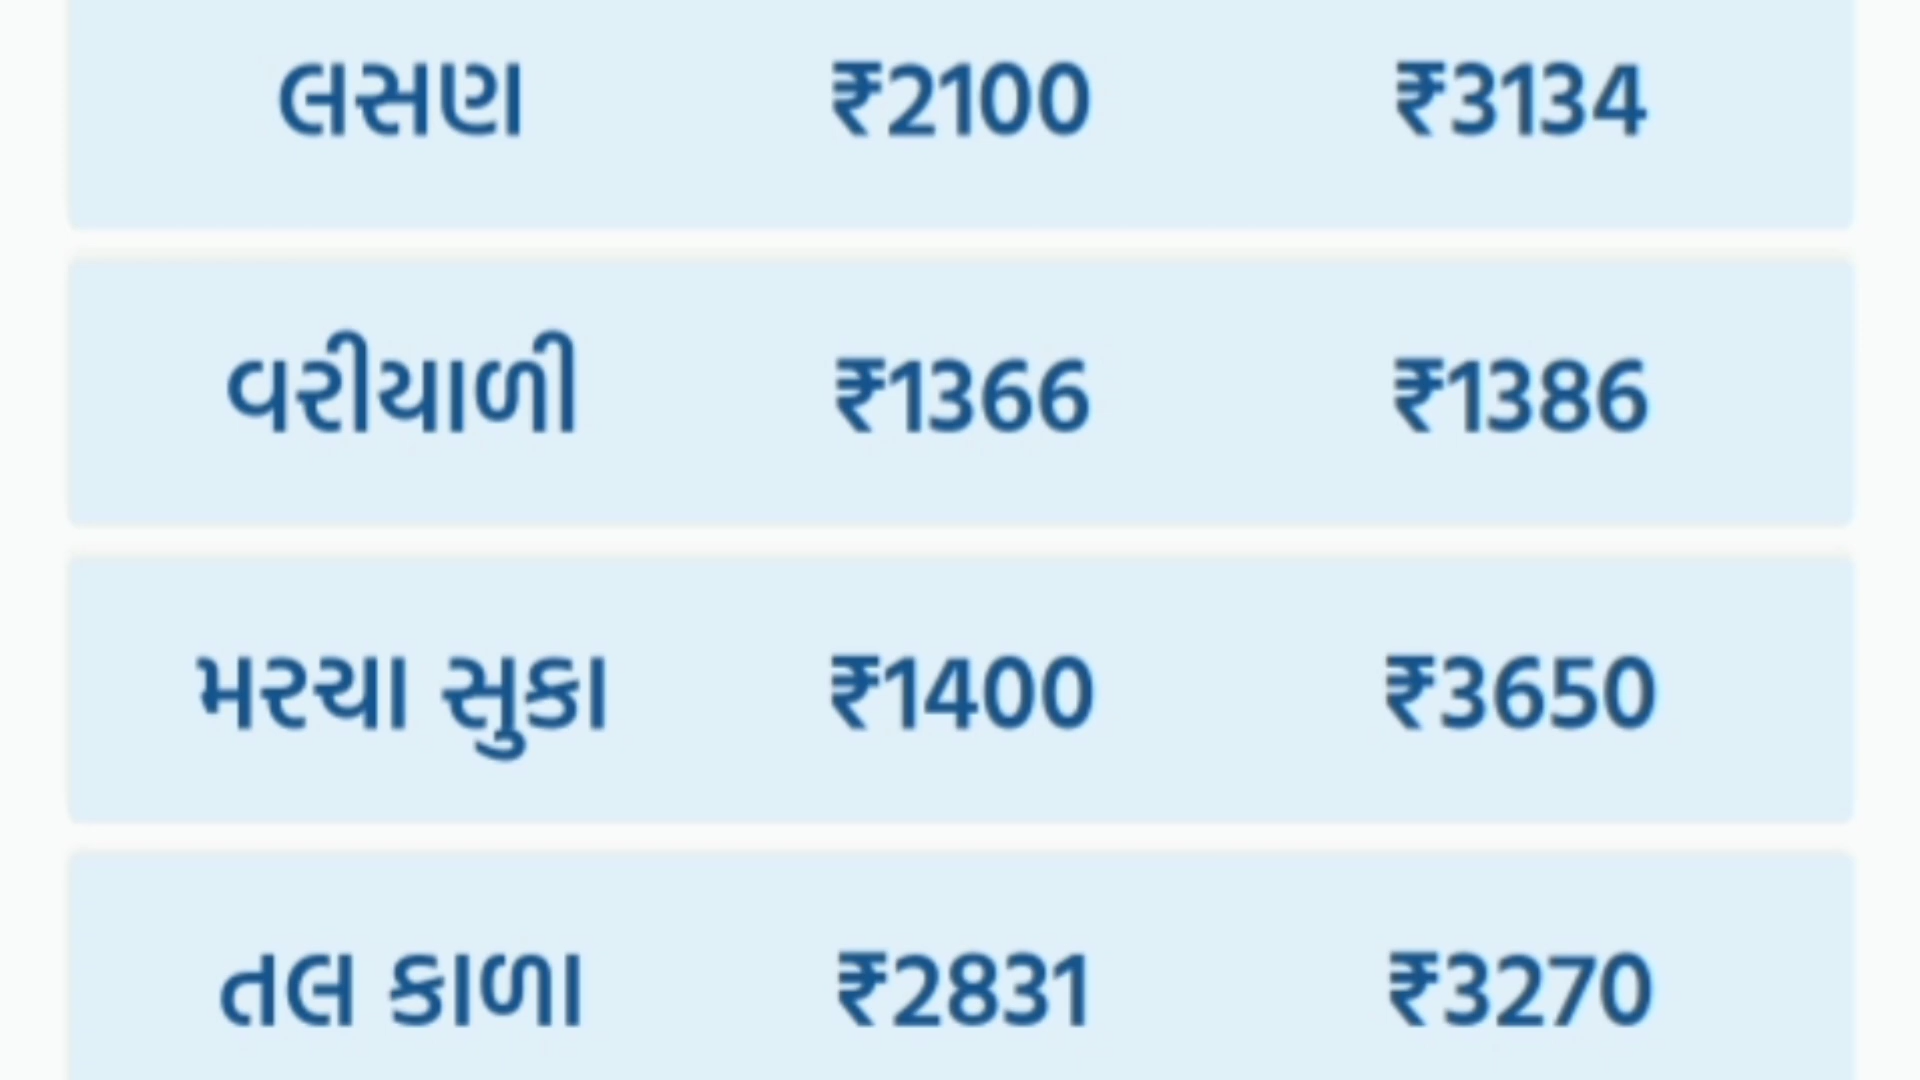 લસણ ₹2100 ₹3134
વરીયાળી ₹1366 ₹1386
મરચા સુકા ₹1400 ₹3650
તલ કાળા ₹2831 ₹3270